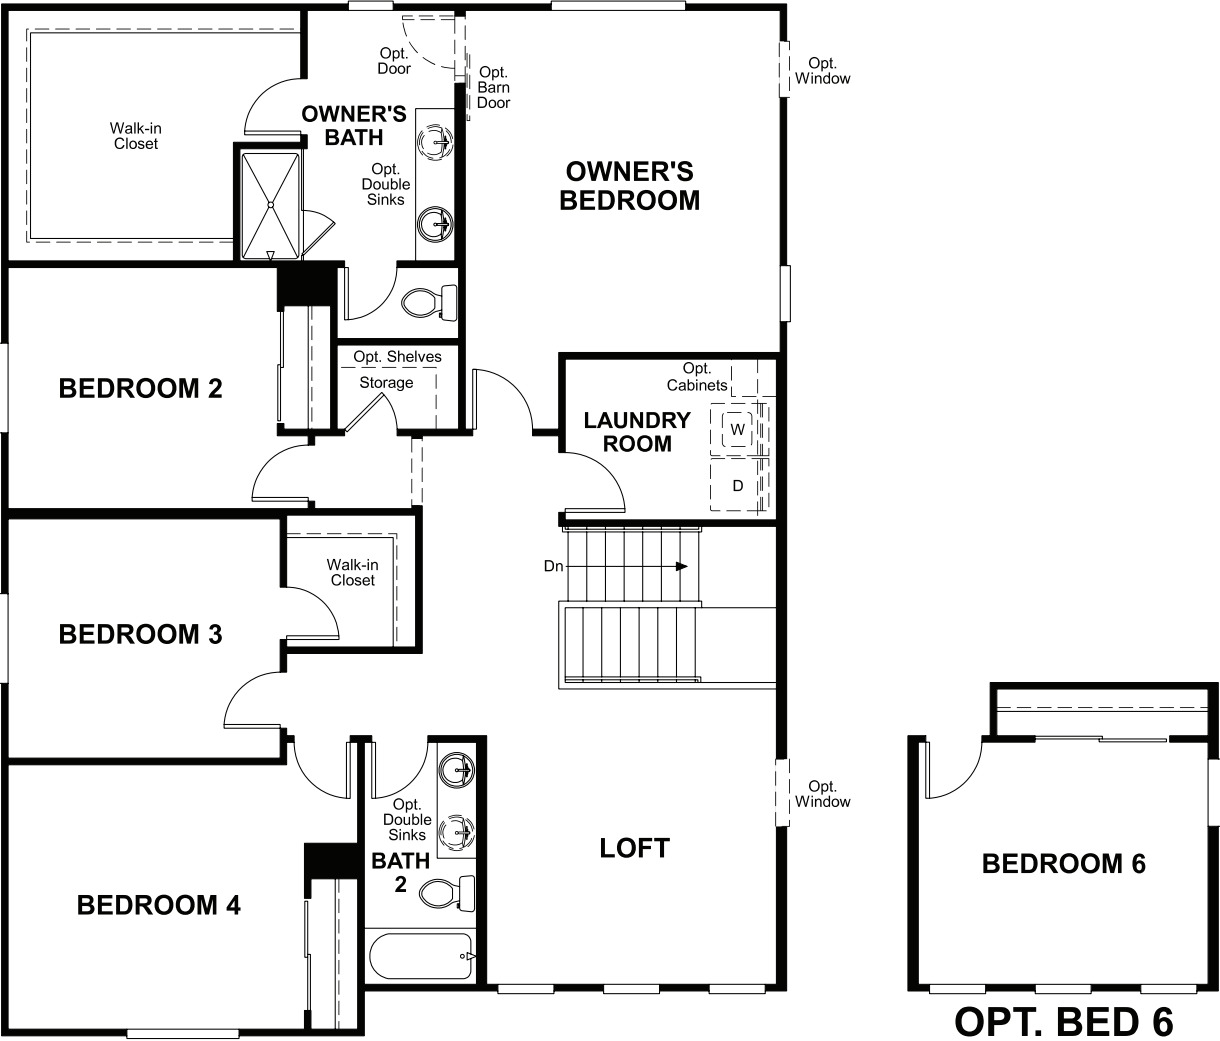 Opt.
Door
Opt.
Barn
Door
Opt.
Window
Walk-in
Closet
OWNER'S
BATH
Opt.
Double
Sinks
OWNER'S
BEDROOM
BEDROOM 2
Opt. Shelves
Storage
Opt.
Cabinets
LAUNDRY
ROOM
W
D
Dn
Walk-in
Closet
BEDROOM 3
Opt.
Window
Opt.
Double
Sinks
BATH
2
LOFT
BEDROOM 4
BEDROOM 6
OPT. BED 6